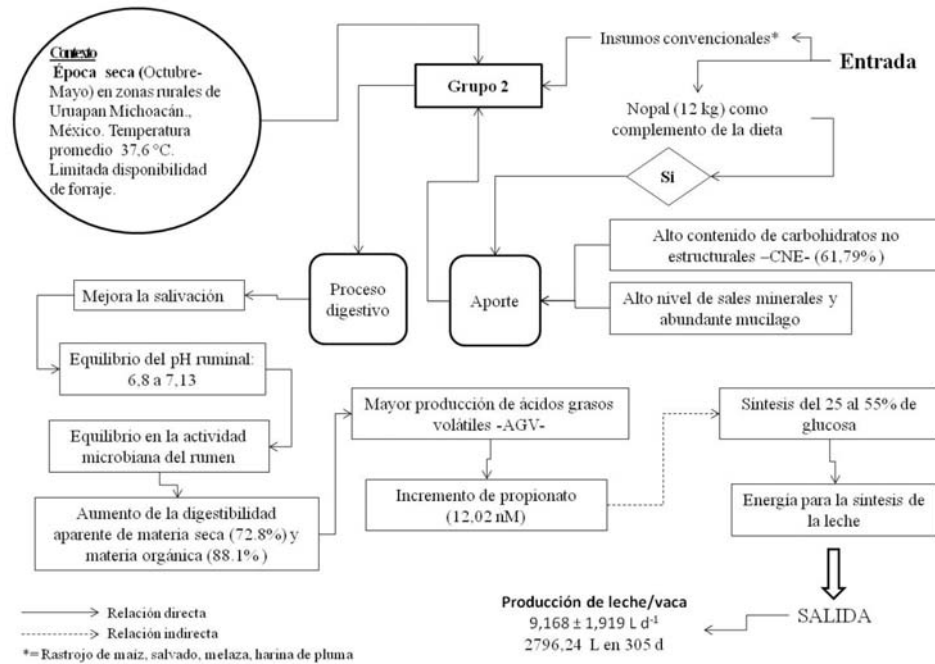 Contexto
Época seca (Octubre-
Mayo) en zonas rurales de
Uruapan Michoacán.,
México. Temperatura
promedio 37,6 °C.
Limitada disponibilidad
de forraje.
Grupo 2
Insumos convencionales*
Entrada
Nopal (12 kg) como
complemento de la dieta
Sí
Alto contenido de carbohidratos no
estructurales –CNE- (61,79%)
Alto nivel de sales minerales y
abundante mucilago
Aporte
Proceso
digestivo
Mejora la salivación
Equilibrio del pH ruminal:
6,8 a 7,13
Equilibrio en la actividad
microbiana del rumen
Aumento de la digestibilidad
aparente de materia seca (72.8%) y
materia orgánica (88.1%)
Mayor producción de ácidos grasos
volátiles -AGV-
Incremento de propionato
(12,02 nM)
Síntesis del 25 al 55% de
glucosa
Energía para la síntesis de
la leche
SALIDA
Producción de leche/vaca
9,168 ± 1,919 L d⁻¹
2796,24 L en 305 d
Relación directa
Relación indirecta
*= Rastrojo de maíz, salvado, melaza, harina de pluma